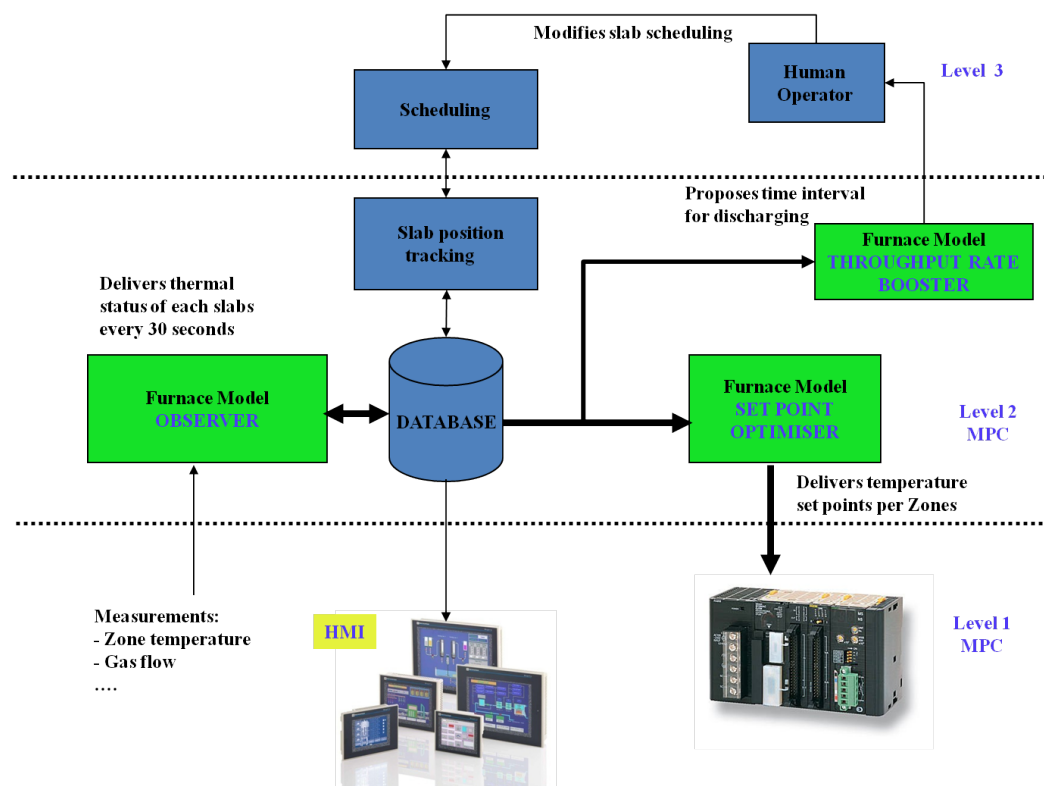 Modifies slab scheduling
Human
Operator
Level 3
Scheduling
Proposes time interval
for discharging
Slab position
tracking
Furnace Model
THROUGHPUT RATE
BOOSTER
Delivers thermal
status of each slabs
every 30 seconds
Furnace Model
OBSERVER
DATABASE
Furnace Model
SET POINT
OPTIMISER
Level 2
MPC
Delivers temperature
set points per Zones
Measurements:
- Zone temperature
- Gas flow
....
HMI
Level 1
MPC